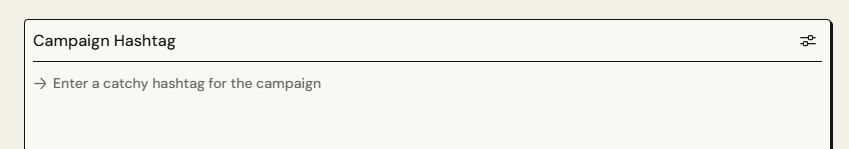 Campaign Hashtag
→ Enter a catchy hashtag for the campaign